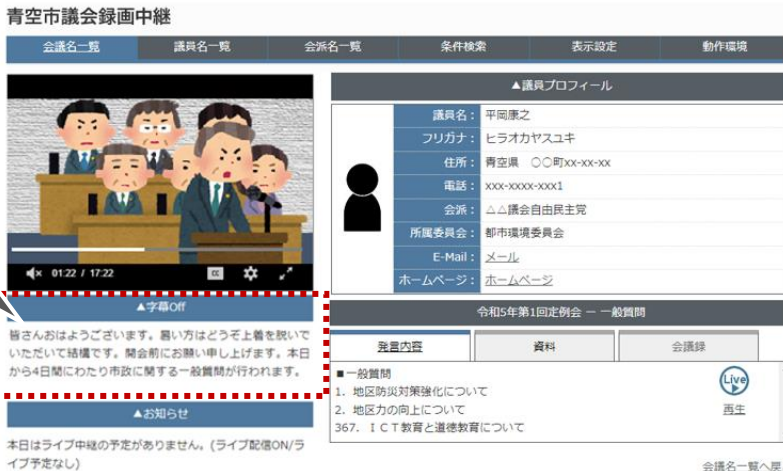 青空市議会録画中継
会議名一覧 議員名一覧 会派名一覧 条件検索 表示設定 動作環境
01:22 / 17:22
CC
▲字幕Off
皆さんおはようございます。暑い方はどうぞ上着を脱いで
いただいて結構です。開会前にお願い申し上げます。本日
から4日間にわたり市政に関する一般質問が行われます。
▲お知らせ
本日はライブ中継の予定がありません。(ライブ配信ON/ラ
イブ予定なし)
▲議員プロフィール
議員名： 平岡康之
フリガナ： ヒラオカヤスユキ
住所： 青空県　〇〇町xx-xx-xx
電話： xxx-xxxx-xxx1
会派： △△議会自由民主党
所属委員会： 都市環境委員会
E-Mail： メール
ホームページ： ホームページ
令和5年第1回定例会 ー 一般質問
発言内容 資料 会議録
■一般質問
1. 地区防災対策強化について
2. 地区力の向上について
367. ＩＣＴ教育と道徳教育について
Live
再生
会議名一覧へ戻